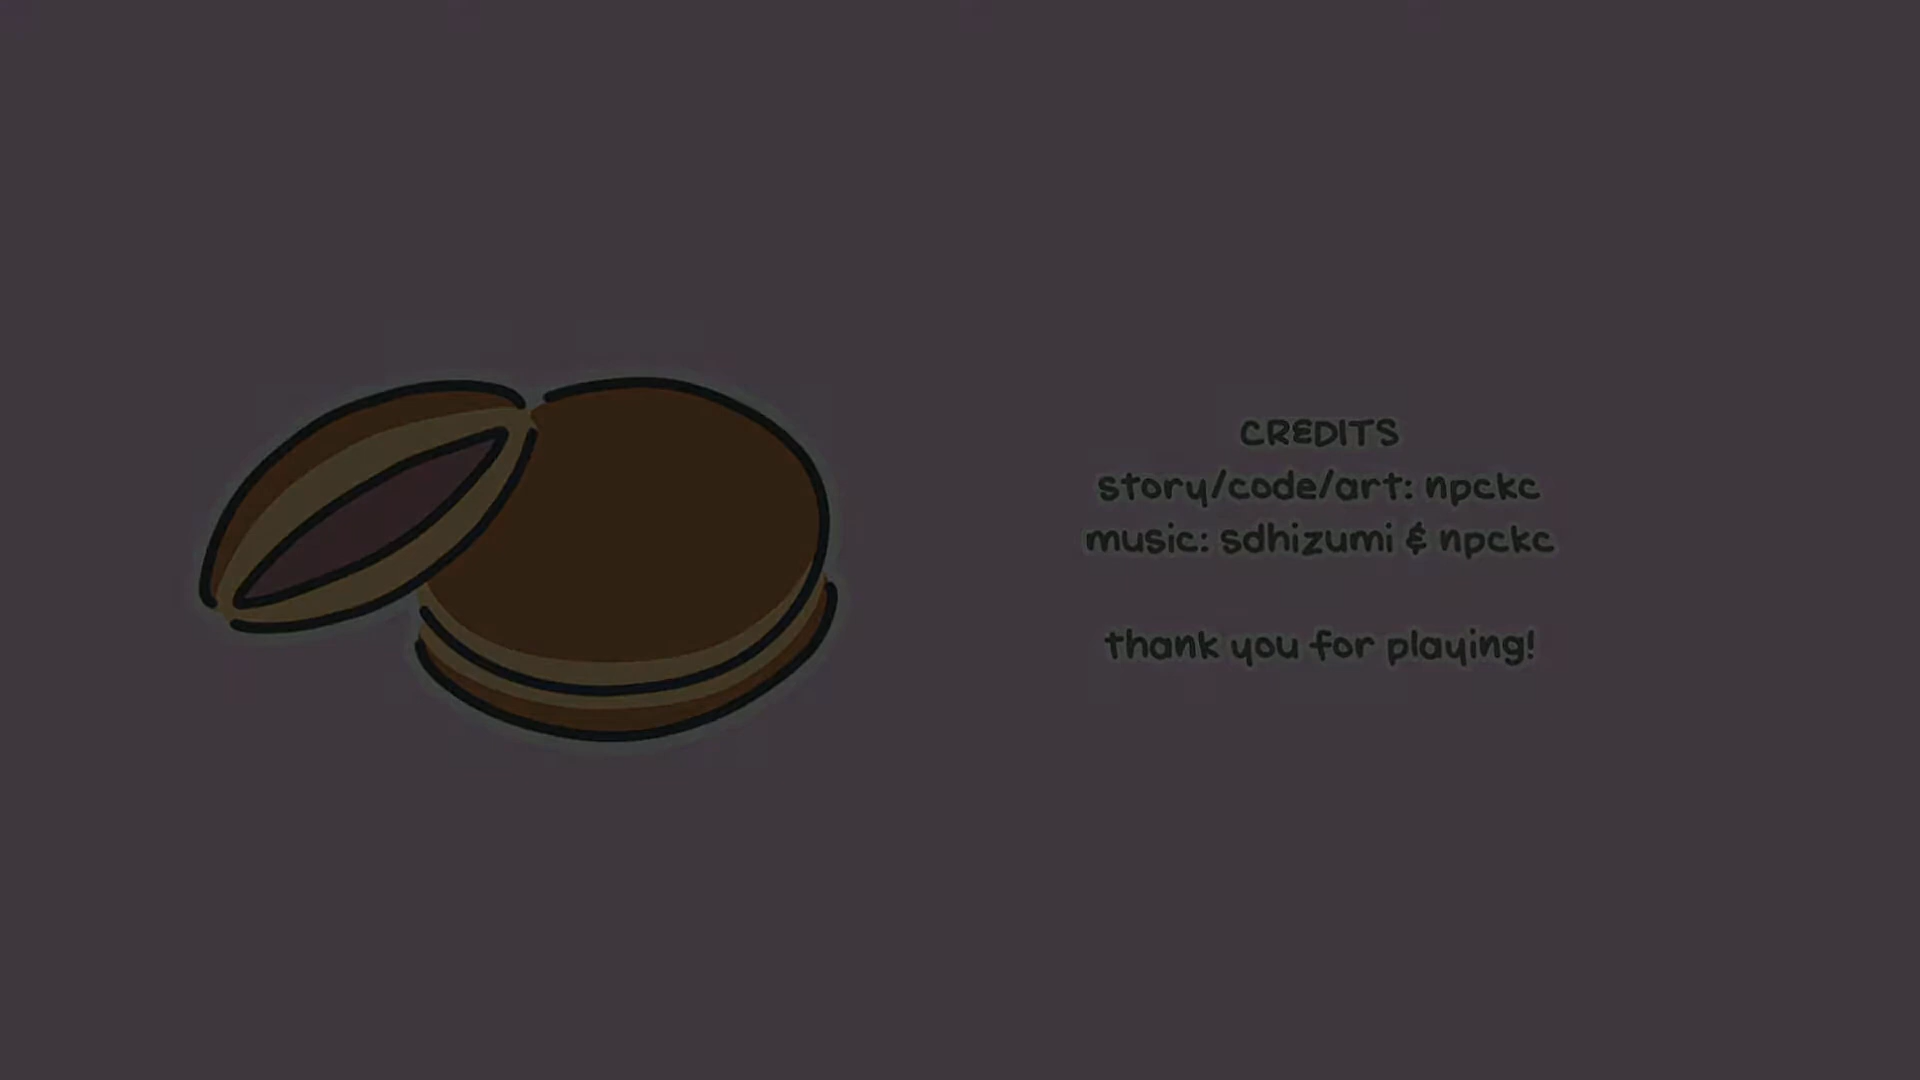 CREDITS
story/code/art: npckc
music: sdhizumi & npckc
thank you for playing!